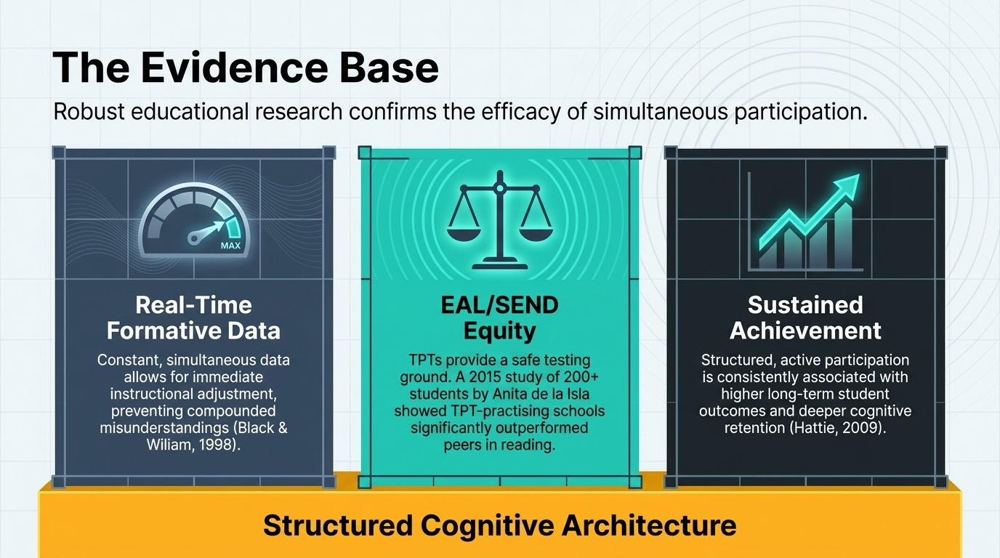 The Evidence Base
Robust educational research confirms the efficacy of simultaneous participation.
MAX
Real-Time
Formative Data
Constant, simultaneous data
allows for immediate
instructional adjustment,
preventing compounded
misunderstandings (Black &
Wiliam, 1998).
EAL/SEND
Equity
TPTs provide a safe testing
ground. A 2015 study of 200+
students by Anita de la Isla
showed TPT-practising schools
significantly outperformed
peers in reading.
Sustained
Achievement
Structured, active participation
is consistently associated with
higher long-term student
outcomes and deeper cognitive
retention (Hattie, 2009).
Structured Cognitive Architecture